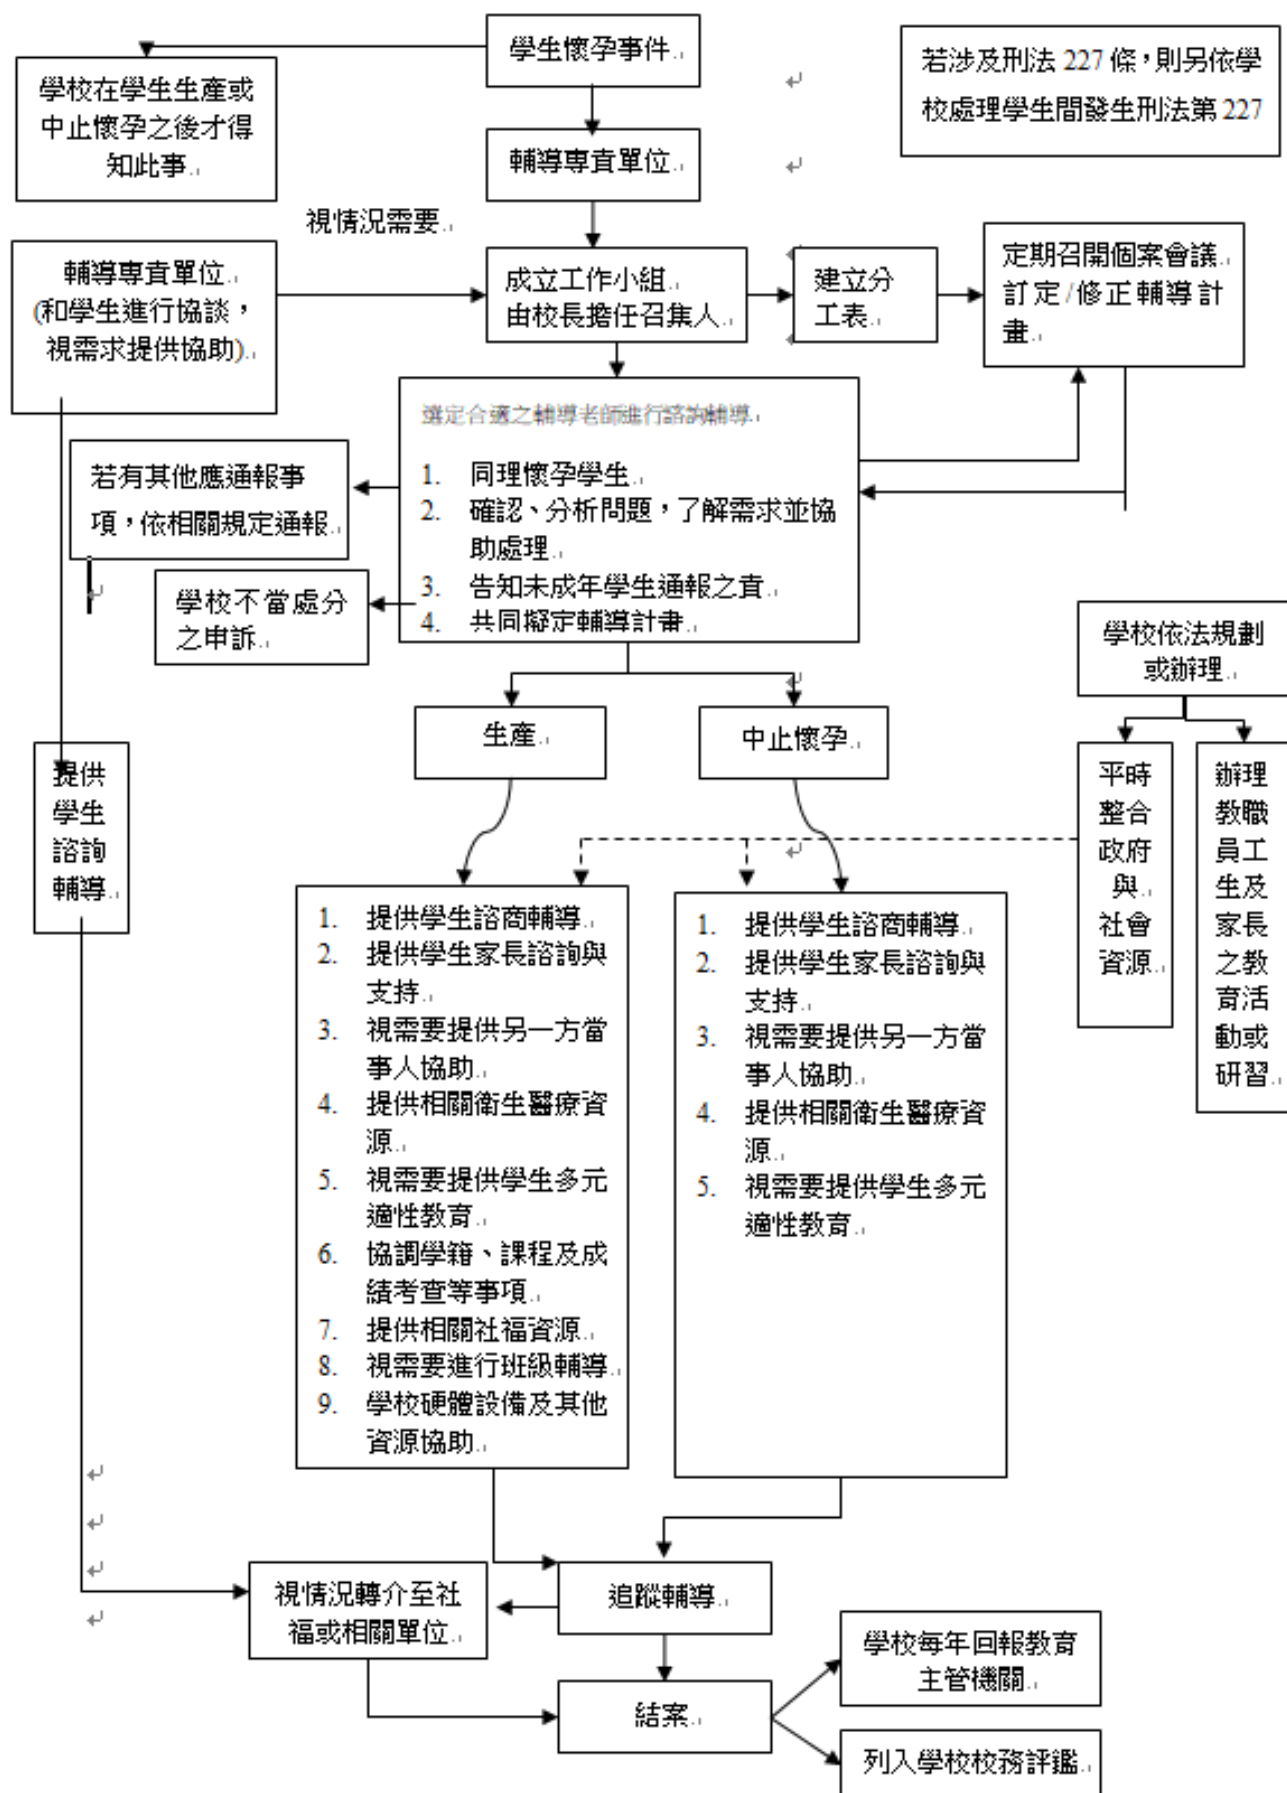 學生懷孕事件
若涉及刑法 227 條，則另依學
校處理學生間發生刑法第 227
學校在學生生產或
中止懷孕之後才得
知此事
輔導專責單位
視情況需要
輔導專責單位
(和學生進行協談，
視需求提供協助)
成立工作小組
由校長擔任召集人
建立分
工表
定期召開個案會議
訂定/修正輔導計
畫
選定合適之輔導老師進行諮詢輔導
1. 同理懷孕學生
2. 確認、分析問題，了解需求並協
助處理
3. 告知未成年學生通報之責
4. 共同擬定輔導計畫
若有其他應通報事
項，依相關規定通報
學校不當處分
之申訴
學校依法規劃
或辦理
生產
中止懷孕
提供
學生
諮詢
輔導
平時
整合
政府
與
社會
資源
辦理
教職
員工
生及
家長
之教
育活
動或
研習
1. 提供學生諮商輔導
2. 提供學生家長諮詢與
支持
3. 視需要提供另一方當
事人協助
4. 提供相關衛生醫療資
源
5. 視需要提供學生多元
適性教育
6. 協調學籍、課程及成
績考查等事項
7. 提供相關社福資源
8. 視需要進行班級輔導
9. 學校硬體設備及其他
資源協助
1. 提供學生諮商輔導
2. 提供學生家長諮詢與
支持
3. 視需要提供另一方當
事人協助
4. 提供相關衛生醫療資
源
5. 視需要提供學生多元
適性教育
視情況轉介至社
福或相關單位
追蹤輔導
結案
學校每年回報教育
主管機關
列入學校校務評鑑